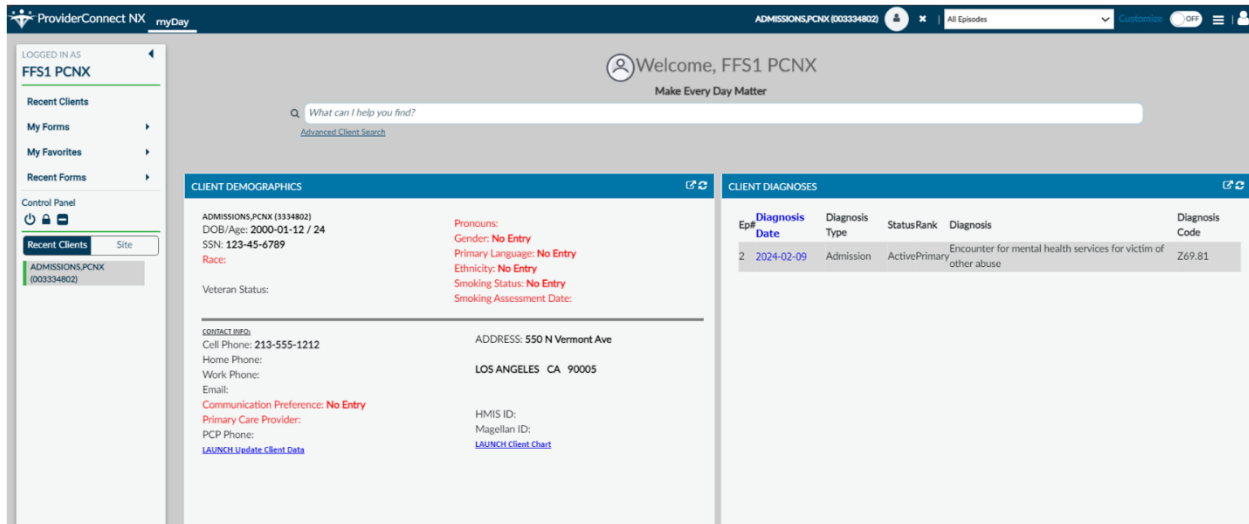 ProviderConnect NX myDay
ADMISSIONS,PCNX (003334802) All Episodes Customize OFF
LOGGED IN AS
FFS1 PCNX
Recent Clients
My Forms
My Favorites
Recent Forms
Control Panel
Recent Clients Site
ADMISSIONS,PCNX
(003334802)
Welcome, FFS1 PCNX
Make Every Day Matter
What can I help you find?
Advanced Client Search
CLIENT DEMOGRAPHICS
ADMISSIONS,PCNX (3334802)
DOB/Age: 2000-01-12 / 24
SSN: 123-45-6789
Race:
Veteran Status:
Pronouns:
Gender: No Entry
Primary Language: No Entry
Ethnicity: No Entry
Smoking Status: No Entry
Smoking Assessment Date:
CONTACT INFO:
Cell Phone: 213-555-1212
Home Phone:
Work Phone:
Email:
Communication Preference: No Entry
Primary Care Provider:
PCP Phone:
LAUNCH Update Client Data
ADDRESS: 550 N Vermont Ave
LOS ANGELES CA 90005
HMIS ID:
Magellan ID:
LAUNCH Client Chart
CLIENT DIAGNOSES
Ep# Diagnosis Date Diagnosis Type Status Rank Diagnosis Diagnosis Code
2 2024-02-09 Admission Active Primary Encounter for mental health services for victim of other abuse Z69.81